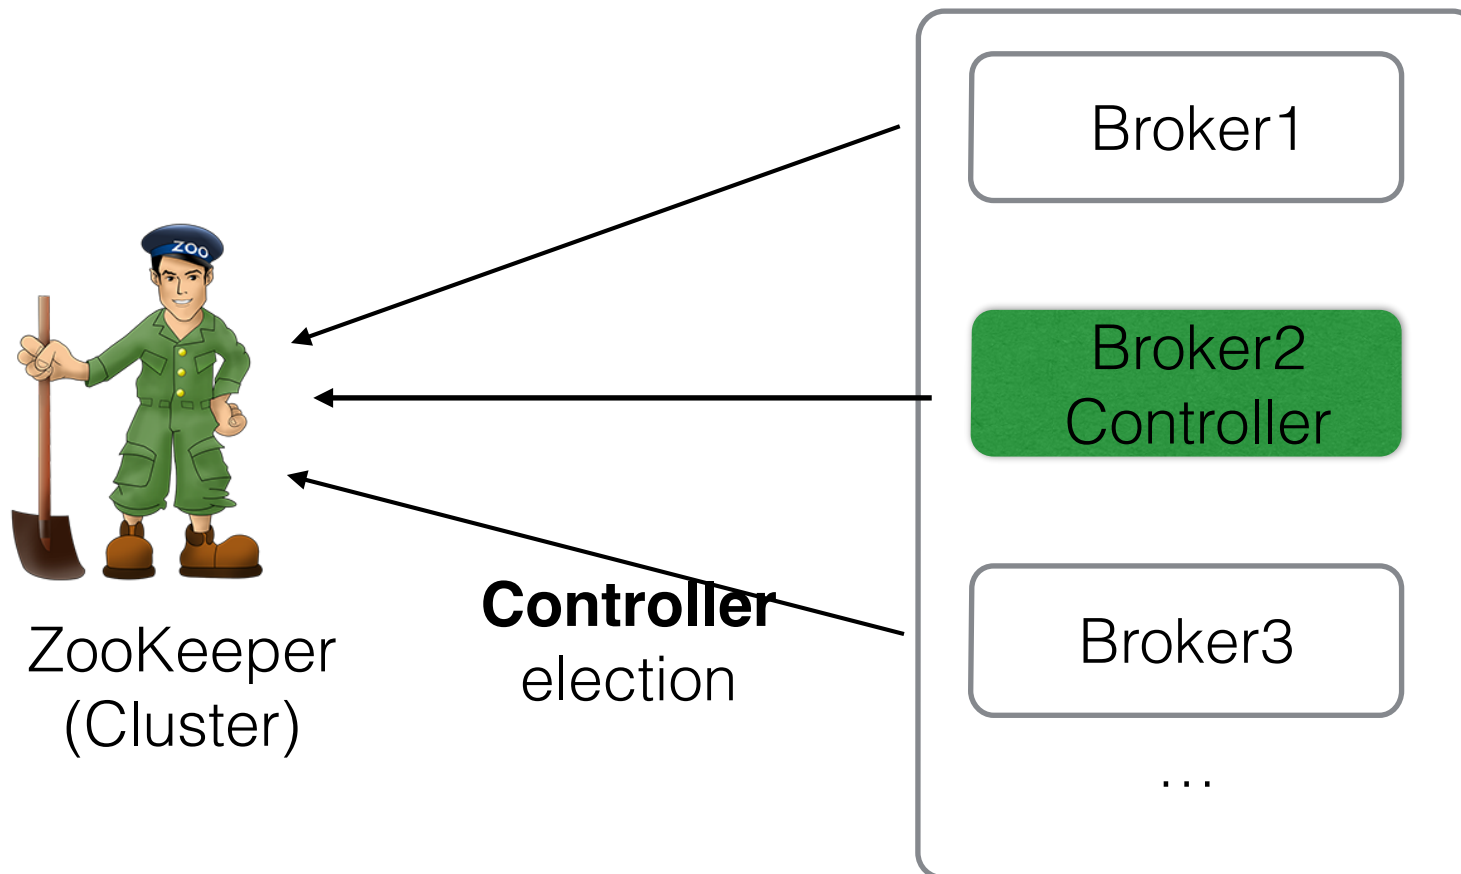 ZOO
ZooKeeper
(Cluster)
Controller
election
Broker1
Broker2
Controller
Broker3
...